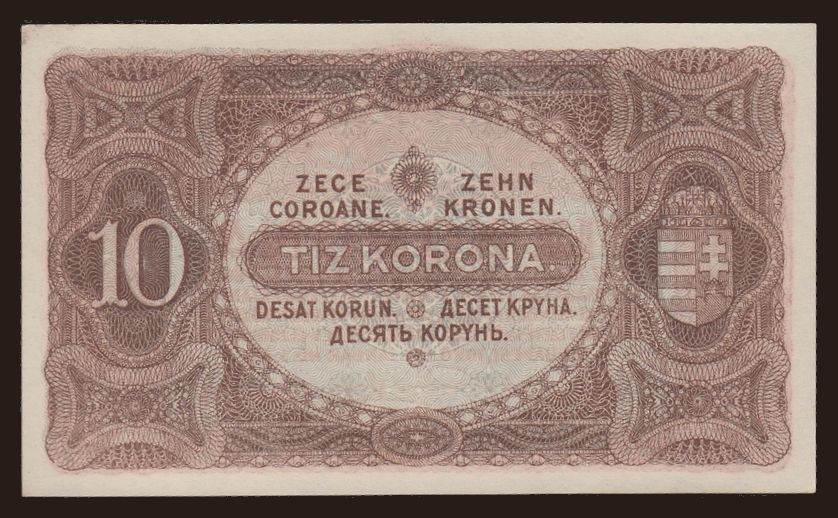 ZECE ZEHN
COROANE. KRONEN.
10
TIZ KORONA.
DESAT KORUN. ДЕСЕТ КРУНА.
ДЕСЯТЬ КОРУНЬ.